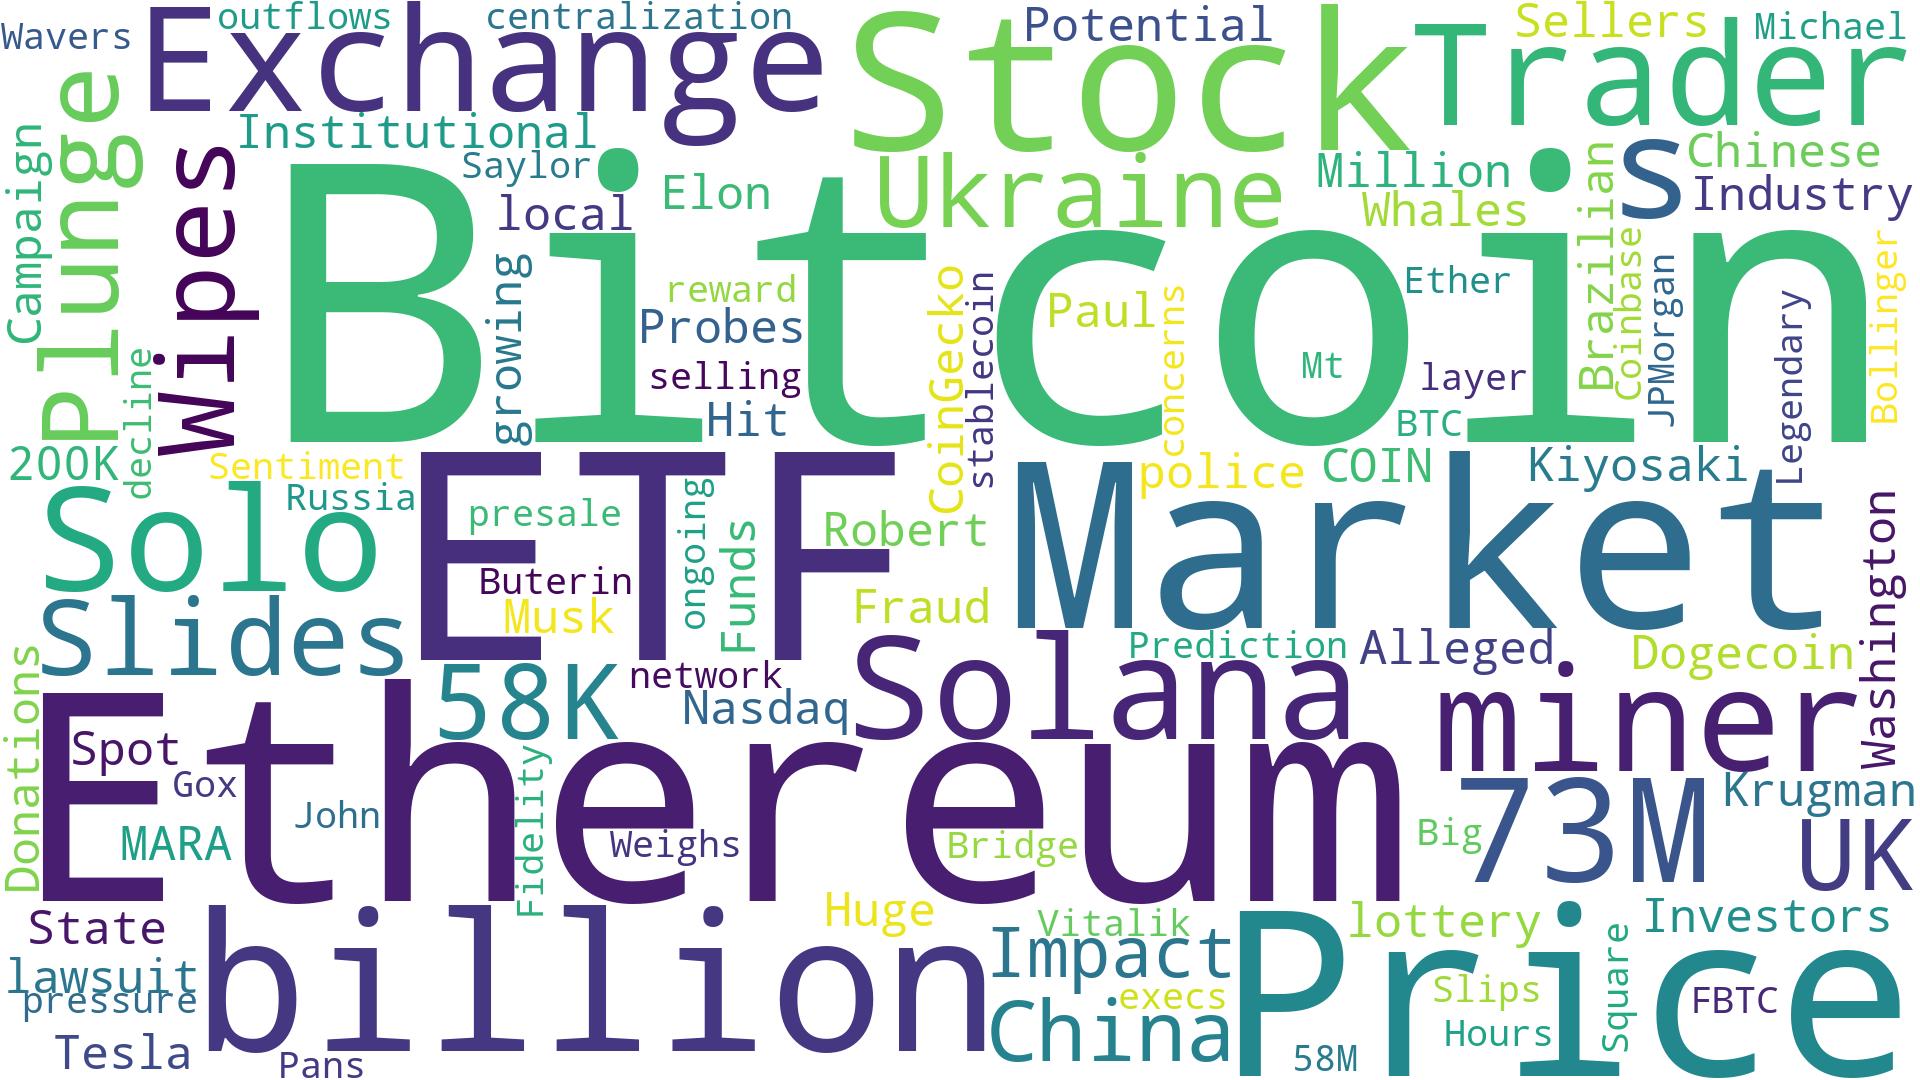 Wavers
outflows
centralization
Exchange
Stock
Potential
Trader
Sellers
Michael
Campaign
Plunge
Wipes
Institutional
Saylor
local
Elon
Ukraine
Million
Whales
Brazilian
s
Chinese
Industry
Bitcoin
growing
reward
Probes
selling
Hit
CoinGecko
stablecoin
Paul
concerns
Mt
Ether
layer
BTC
Coinbase
JPMorgan
Legendary
Bollinger
200K
decline
Sentiment
Russia
Solo
ETF
presale
Buterin
Musk
ongoing
Funds
Robert
Fraud
Market
police
COIN
Kiyosaki
Washington
Slides
58K
network
Nasdaq
Solana
Prediction
Alleged
Dogecoin
miner
Donations
Ethereum
Spot
Gox
MARA
John
Fidelity
Weighs
Bridge
Big
73M
Krugman
UK
State
lawsuit
pressure
Tesla
billion
Pans
Huge
Vitalik
Impact
execs
China
Price
lottery
Slips
Hours
58M
Square
Investors
FBTC